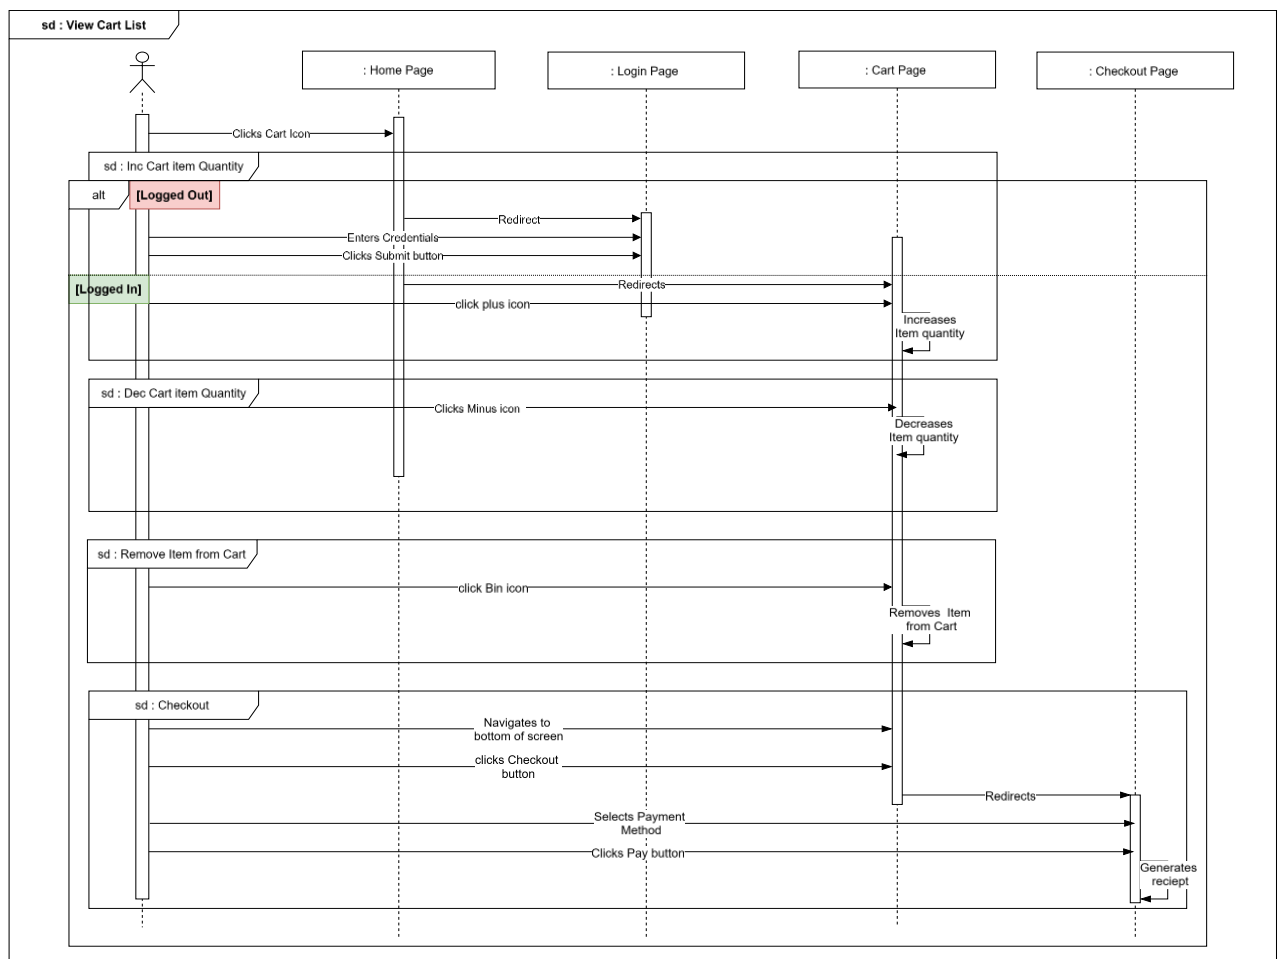 sd : View Cart List
: Home Page
: Login Page
: Cart Page
: Checkout Page
Clicks Cart Icon
sd : Inc Cart item Quantity
alt
[Logged Out]
Redirect
Enters Credentials
Clicks Submit button
[Logged In]
Redirects
click plus icon
Increases
Item quantity
sd : Dec Cart item Quantity
Clicks Minus icon
Decreases
Item quantity
sd : Remove Item from Cart
click Bin icon
Removes Item
from Cart
sd : Checkout
Navigates to
bottom of screen
clicks Checkout
button
Redirects
Selects Payment
Method
Clicks Pay button
Generates
reciept